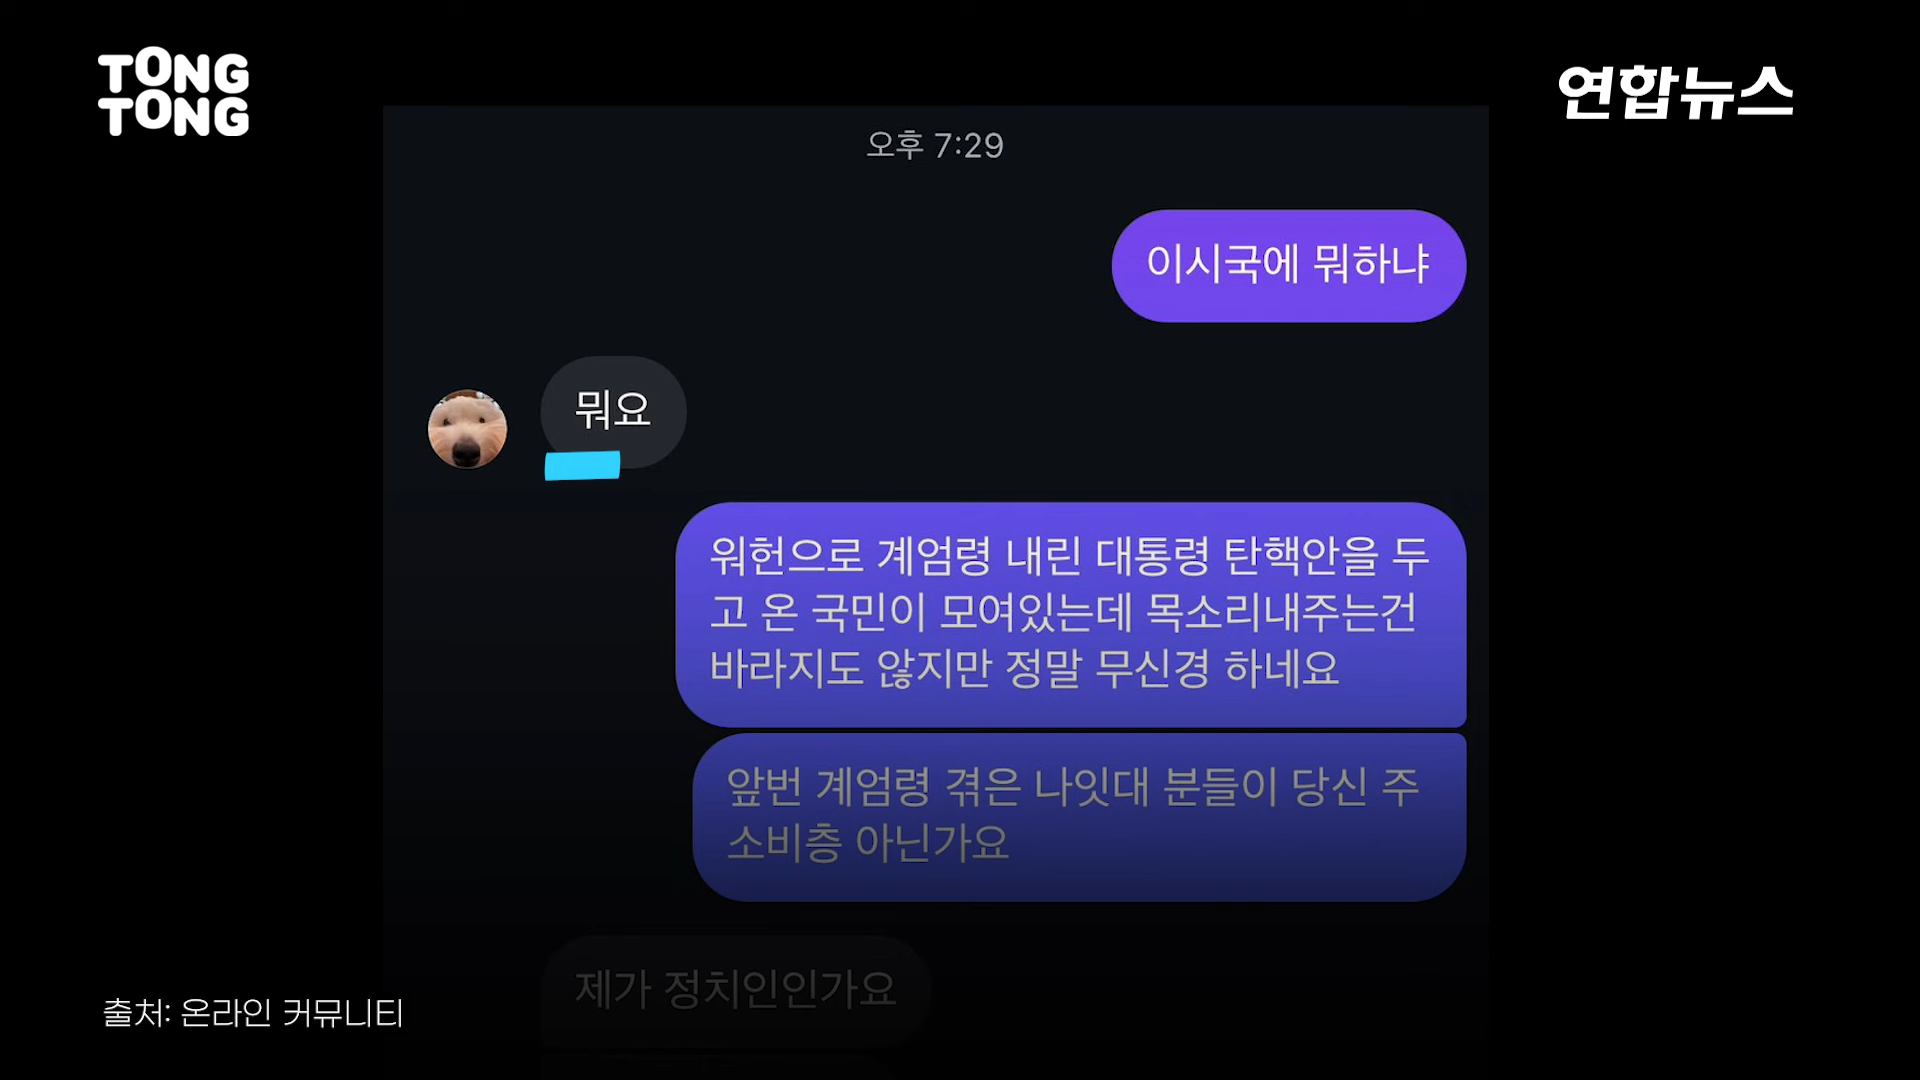 TONG
TONG
연합뉴스
오후 7:29
이시국에 뭐하냐
뭐요
워헌으로 계엄령 내린 대통령 탄핵안을 두
고 온 국민이 모여있는데 목소리내주는건
바라지도 않지만 정말 무신경 하네요
앞번 계엄령 겪은 나잇대 분들이 당신 주
소비층 아닌가요
제가 정치인인가요
출처: 온라인 커뮤니티